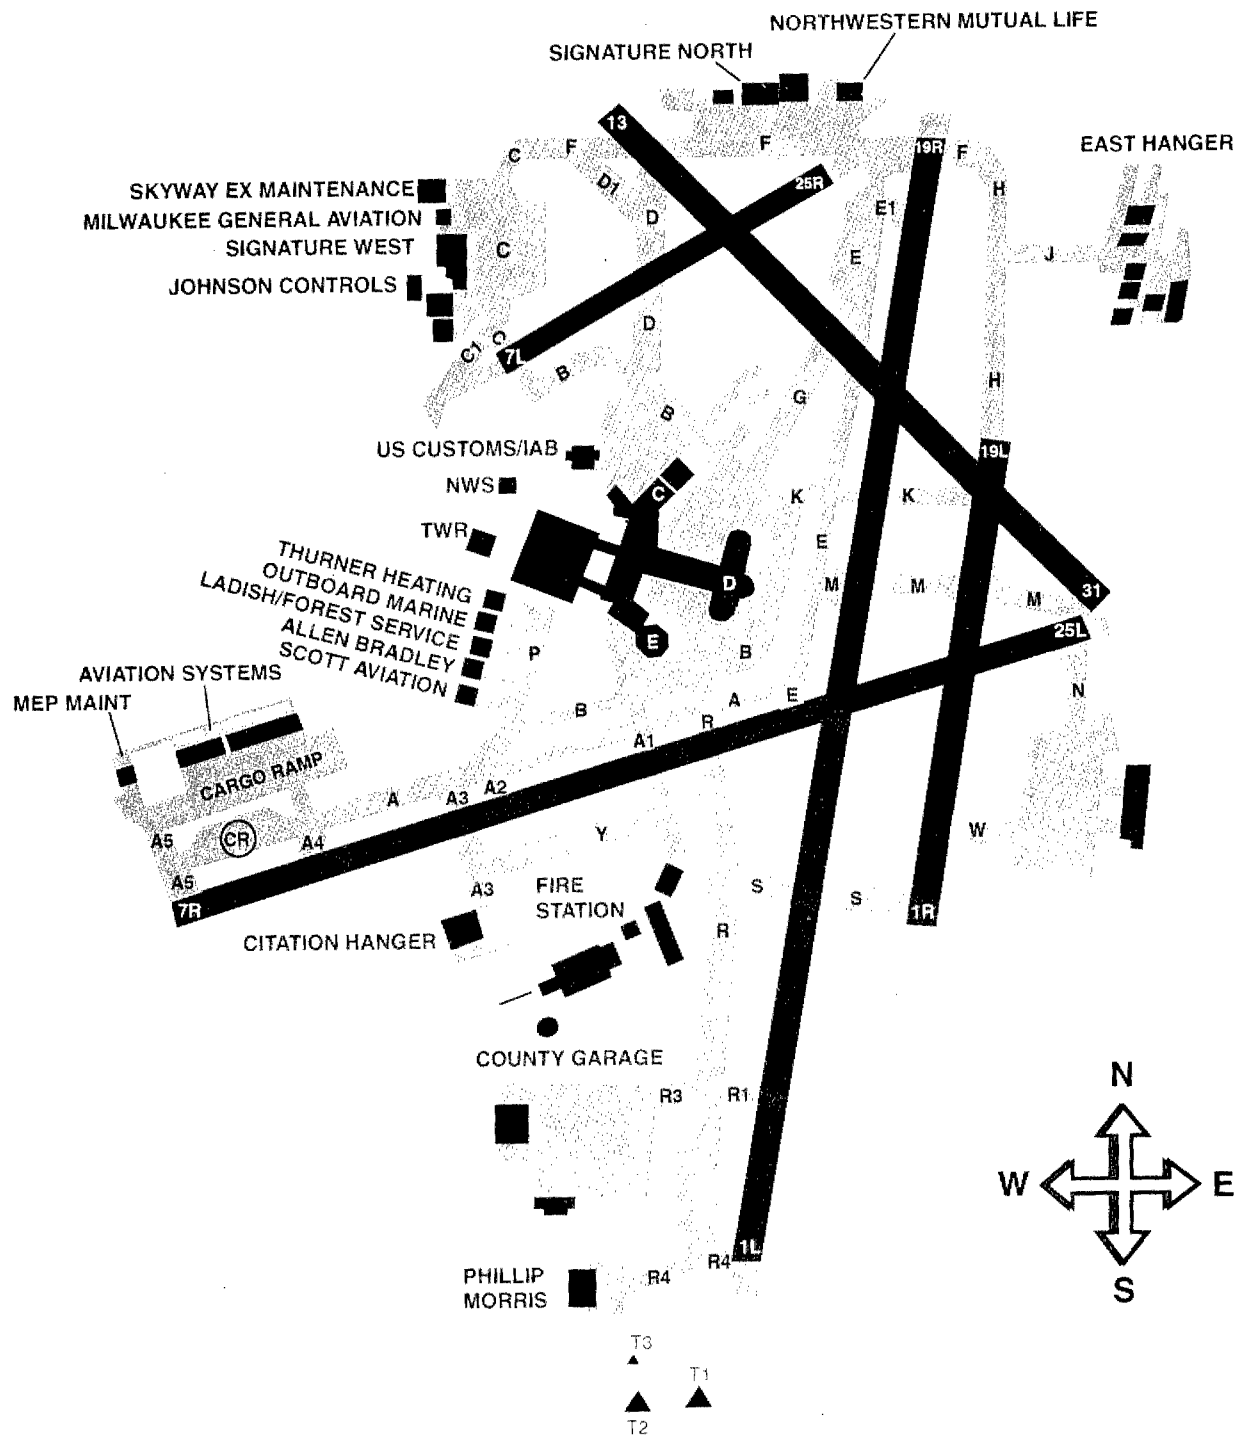 NORTHWESTERN MUTUAL LIFE
SIGNATURE NORTH
13
19R
F
F
F
C
EAST HANGER
25R
D1
H
SKYWAY EX MAINTENANCE
MILWAUKEE GENERAL AVIATION
D
E1
SIGNATURE WEST
C
E
J
JOHNSON CONTROLS
D
C
C1
7L
B
H
G
B
US CUSTOMS/IAB
19L
NWS
C
K
K
TWR
E
THURNER HEATING
OUTBOARD MARINE
LADISH/FOREST SERVICE
ALLEN BRADLEY
SCOTT AVIATION
D
M
M
M
31
25L
E
P
B
AVIATION SYSTEMS
MEP MAINT
N
E
A
B
R
A1
CARGO RAMP
A2
A3
A
A5
CR
A4
Y
W
A5
7R
A3
FIRE
STATION
S
S
1R
CITATION HANGER
R
COUNTY GARAGE
N
R3
R1
W
E
1L
R4
R4
S
PHILLIP
MORRIS
T3
T1
T2